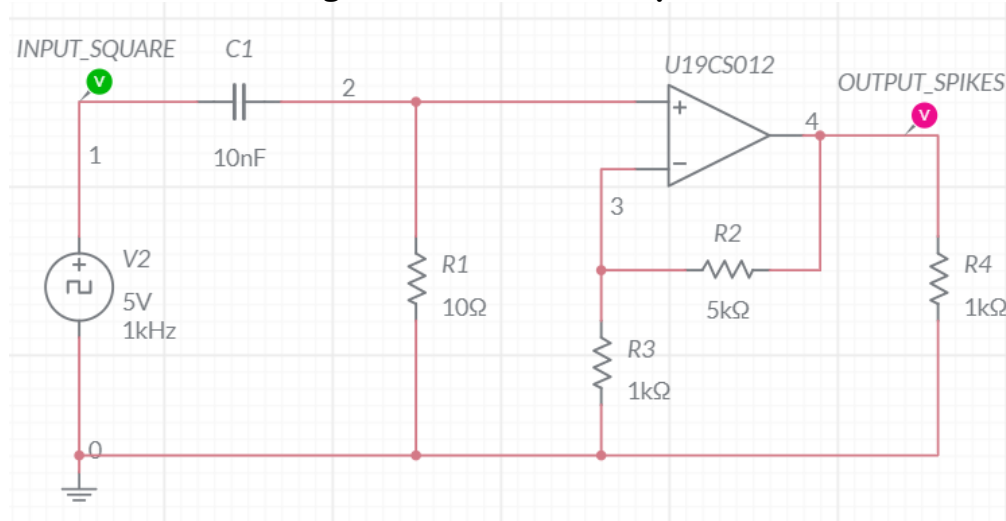 INPUT_SQUARE
C1
10nF
1
2
V
V2
5V
1kHz
0
R1
10Ω
U19CS012
+
−
3
4
R2
5kΩ
R3
1kΩ
OUTPUT_SPIKES
V
R4
1kΩ